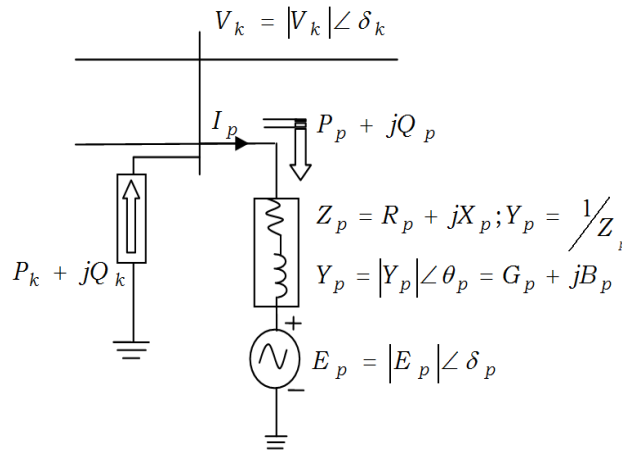 V_k = |V_k|∠δ_k
I_p
P_p + jQ_p
Z_p = R_p + jX_p; Y_p = 1/Z_p
P_k + jQ_k
Y_p = |Y_p|∠θ_p = G_p + jB_p
+
E_p = |E_p|∠δ_p
−